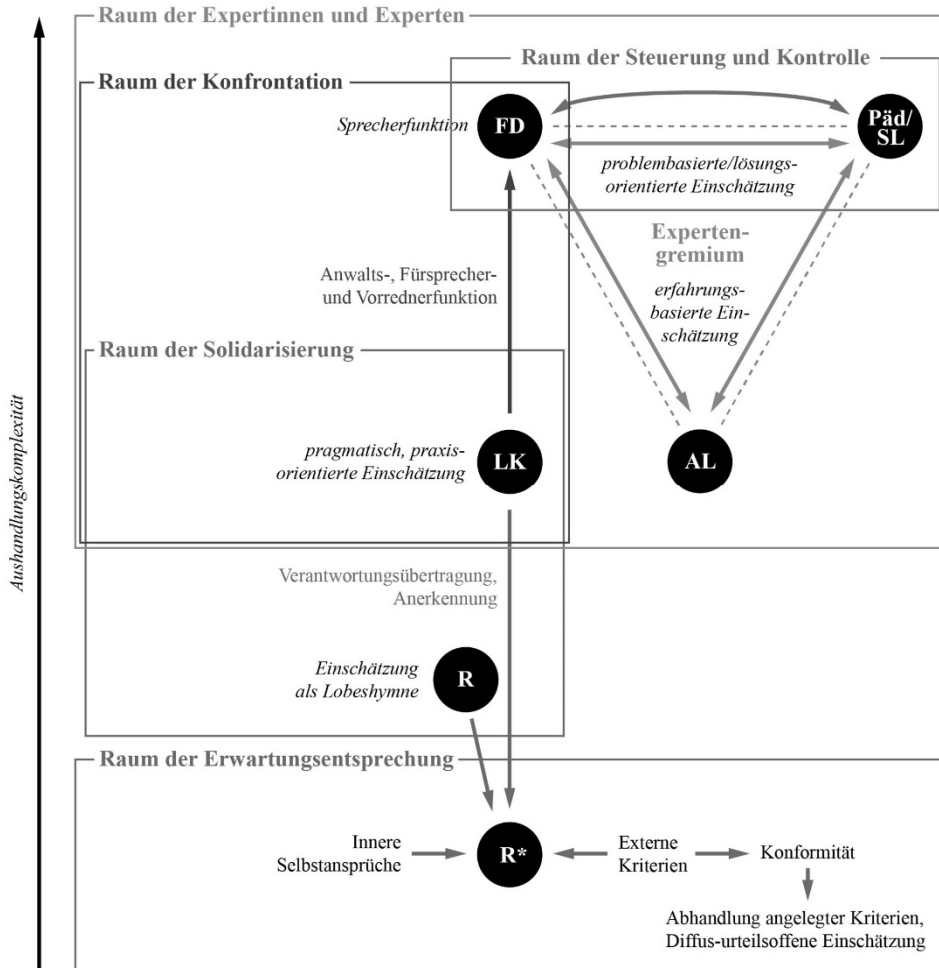 Raum der Expertinnen und Experten
Raum der Steuerung und Kontrolle
Raum der Konfrontation
Sprecherfunktion
FD
Päd/
SL
problembasierte/lösungs-
orientierte Einschätzung
Experten-
gremium
erfahrungs-
basierte Ein-
schätzung
Anwalts-, Fürsprecher-
und Vorrednerfunktion
Raum der Solidarisierung
pragmatisch, praxis-
orientierte Einschätzung
LK
AL
Aushandlungskomplexität
Verantwortungsübertragung,
Anerkennung
Einschätzung
als Lobeshymne
R
Raum der Erwartungsentsprechung
Innere
Selbstansprüche
R*
Externe
Kriterien
Konformität
Abhandlung angelegter Kriterien,
Diffus-urteilsoffene Einschätzung